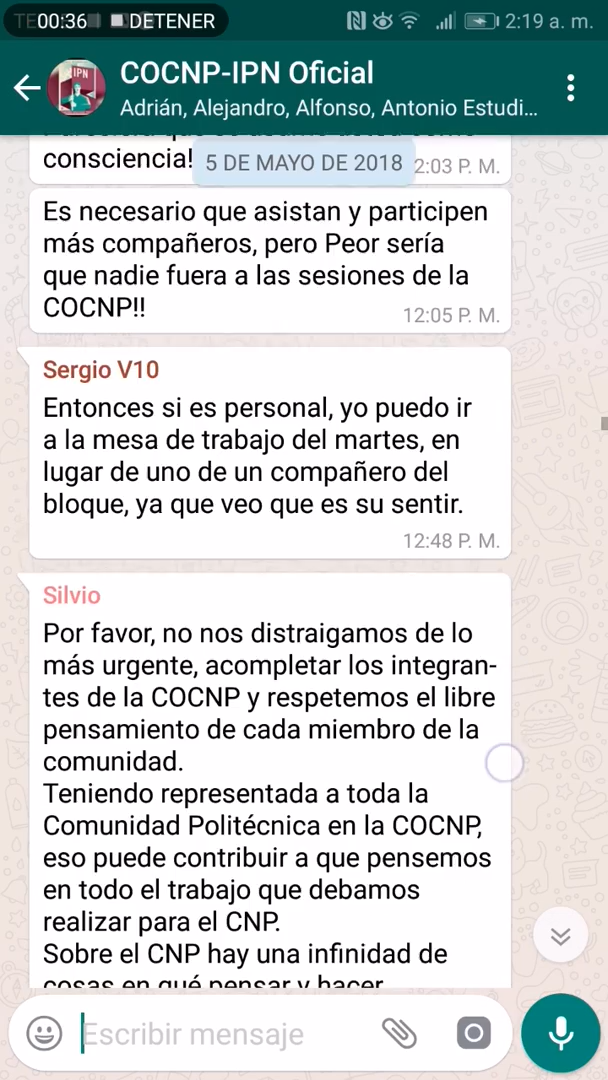 00:36 DETENER
2:19 a. m.
IPN
COCNP-IPN Oficial
Adrián, Alejandro, Alfonso, Antonio Estudi...
consciencia!
5 DE MAYO DE 2018
2:03 P. M.
Es necesario que asistan y participen
más compañeros, pero Peor sería
que nadie fuera a las sesiones de la
COCNP!!
12:05 P. M.
Sergio V10
Entonces si es personal, yo puedo ir
a la mesa de trabajo del martes, en
lugar de uno de un compañero del
bloque, ya que veo que es su sentir.
12:48 P. M.
Silvio
Por favor, no nos distraigamos de lo
más urgente, acompletar los integran-
tes de la COCNP y respetemos el libre
pensamiento de cada miembro de la
comunidad.
Teniendo representada a toda la
Comunidad Politécnica en la COCNP,
eso puede contribuir a que pensemos
en todo el trabajo que debamos
realizar para el CNP.
Sobre el CNP hay una infinidad de
cosas en qué pensar y hacer
Escribir mensaje